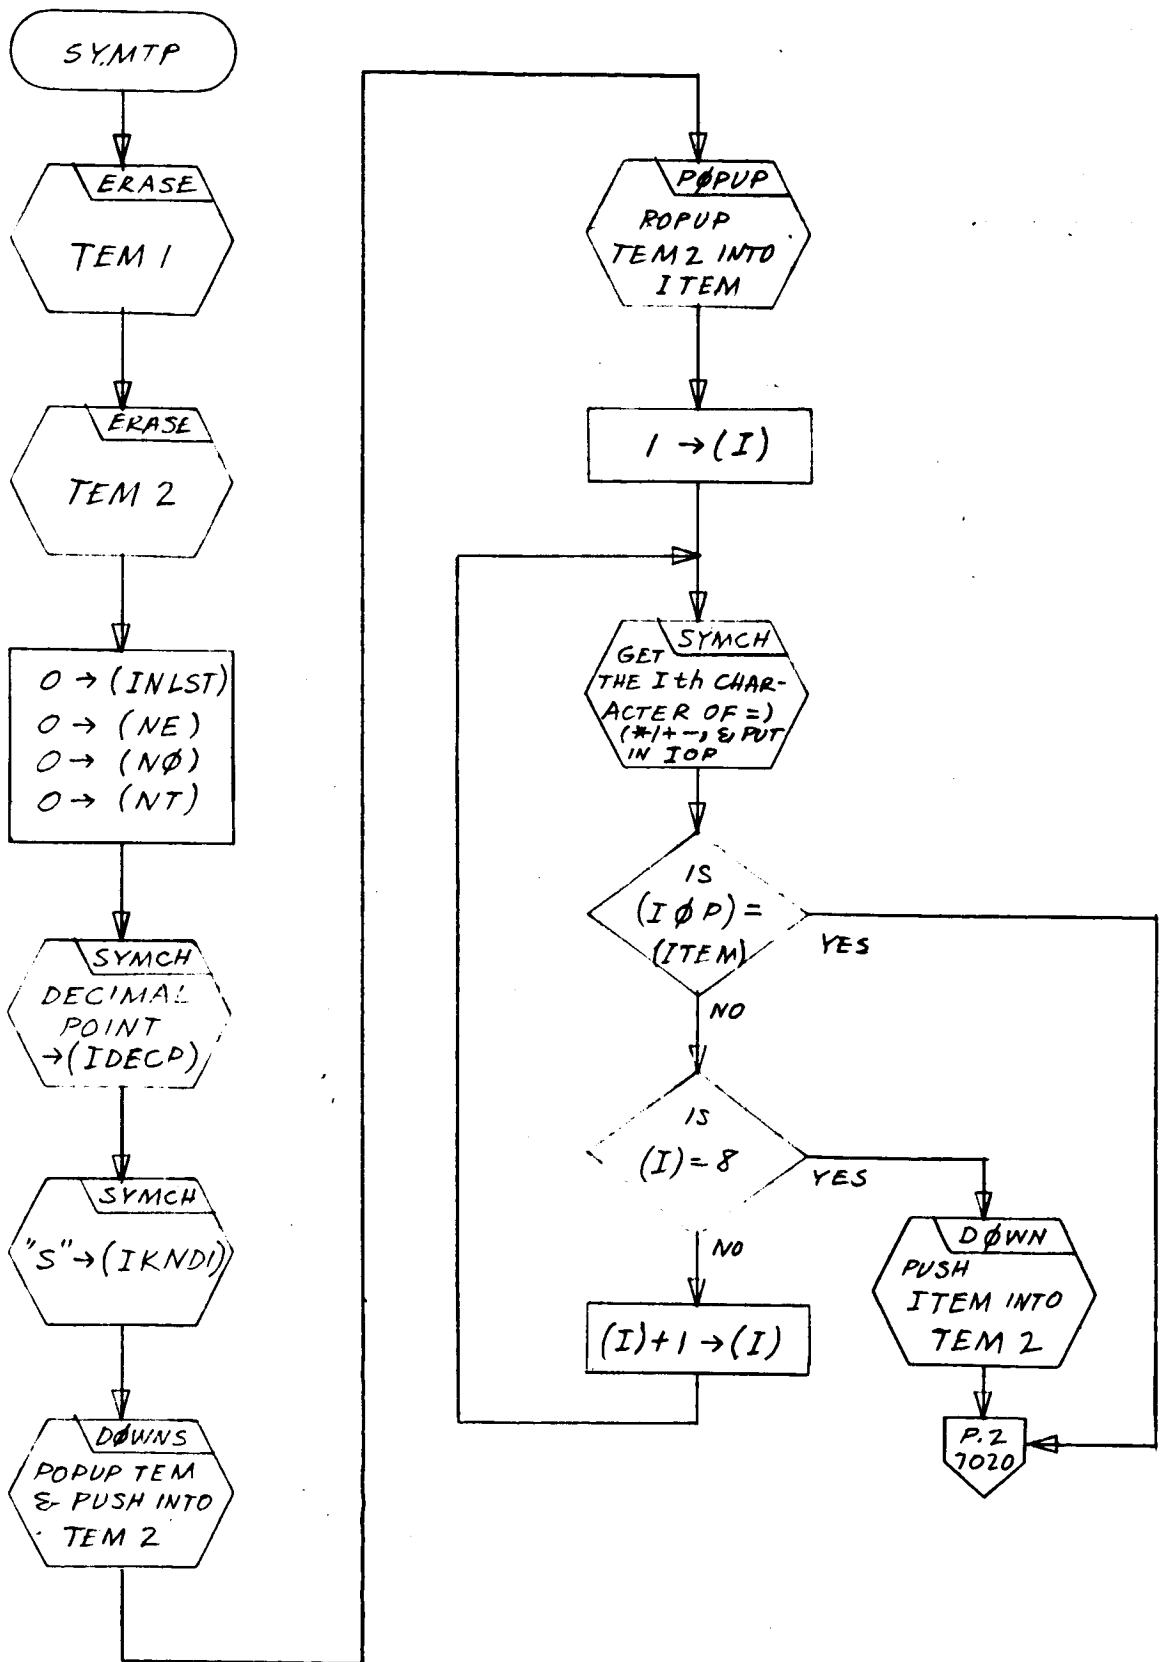 SYMTP
ERASE
TEM 1
ERASE
TEM 2
0 → (INLST)
0 → (NE)
0 → (NØ)
0 → (NT)
SYMCH
DECIMAL
POINT
→ (IDECP)
SYMCH
"S" → (IKNDI)
DØWNS
POPUP TEM
& PUSH INTO
TEM 2
PØPUP
ROPUP
TEM 2 INTO
ITEM
1 → (I)
SYMCH
GET
THE I th CHAR-
ACTER OF =)
(*/+-, & PUT
IN IOP
IS
(IØP) =
(ITEM)
YES
NO
IS
(I) = 8
YES
NO
(I) + 1 → (I)
DØWN
PUSH
ITEM INTO
TEM 2
P.2
7020